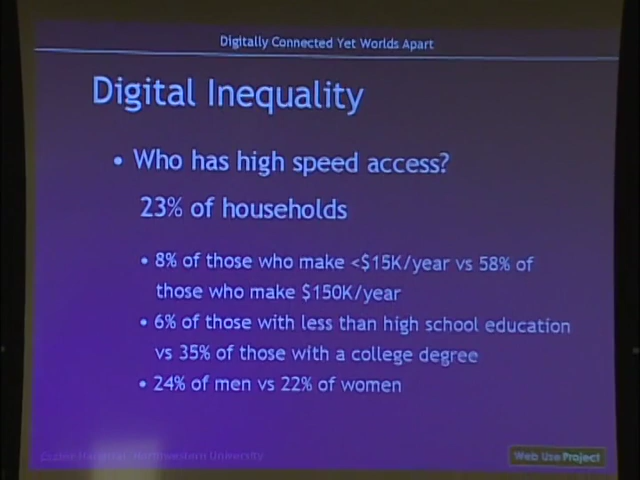 Digitally Connected Yet Worlds Apart
Digital Inequality
• Who has high speed access?
23% of households
• 8% of those who make <$15K/year vs 58% of
those who make $150K/year
• 6% of those with less than high school education
vs 35% of those with a college degree
• 24% of men vs 22% of women
Northwestern University
Web Use Project